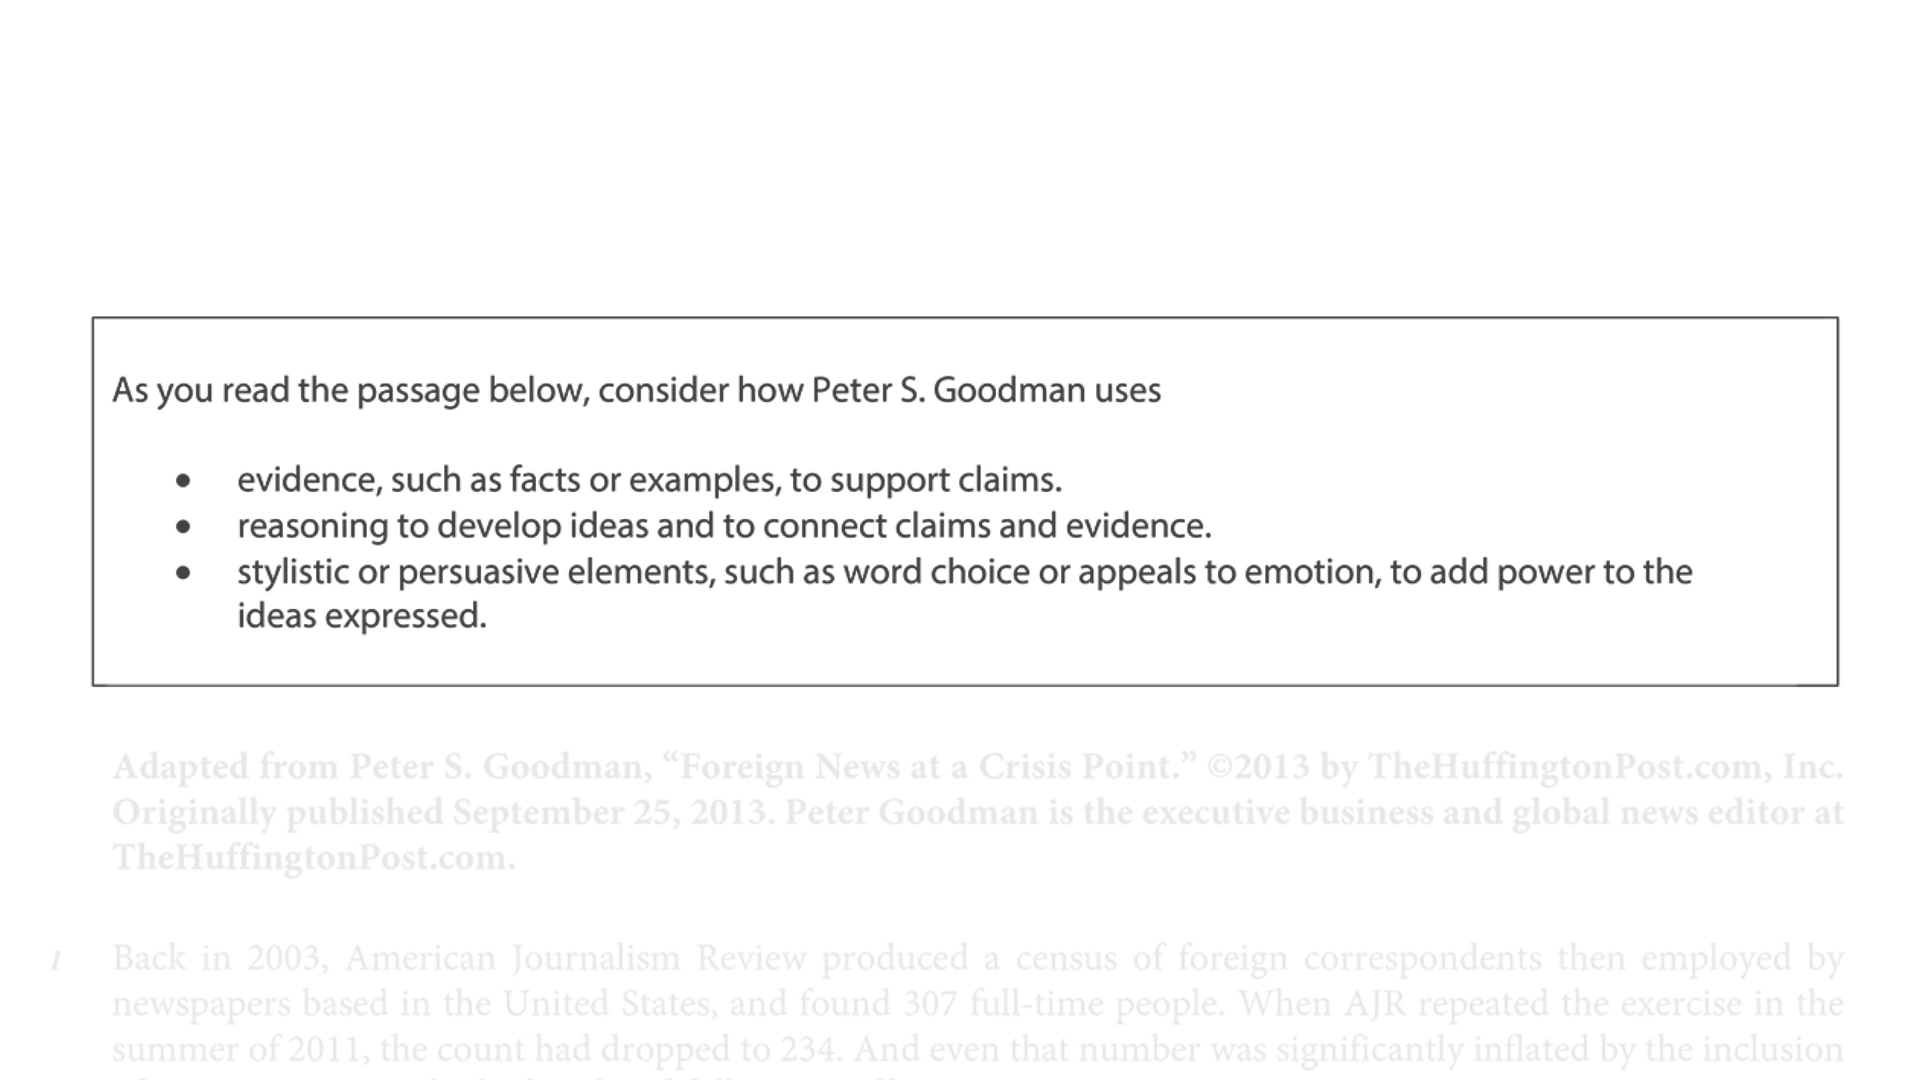 As you read the passage below, consider how Peter S. Goodman uses
• evidence, such as facts or examples, to support claims.
• reasoning to develop ideas and to connect claims and evidence.
• stylistic or persuasive elements, such as word choice or appeals to emotion, to add power to the
ideas expressed.
Adapted from Peter S. Goodman, “Foreign News at a Crisis Point.” ©2013 by TheHuffingtonPost.com, Inc.
Originally published September 25, 2013. Peter Goodman is the executive business and global news editor at
TheHuffingtonPost.com.
1 Back in 2003, American Journalism Review produced a census of foreign correspondents then employed by
newspapers based in the United States, and found 307 full-time people. When AJR repeated the exercise in the
summer of 2011, the count had dropped to 234. And even that number was significantly inflated by the inclusion